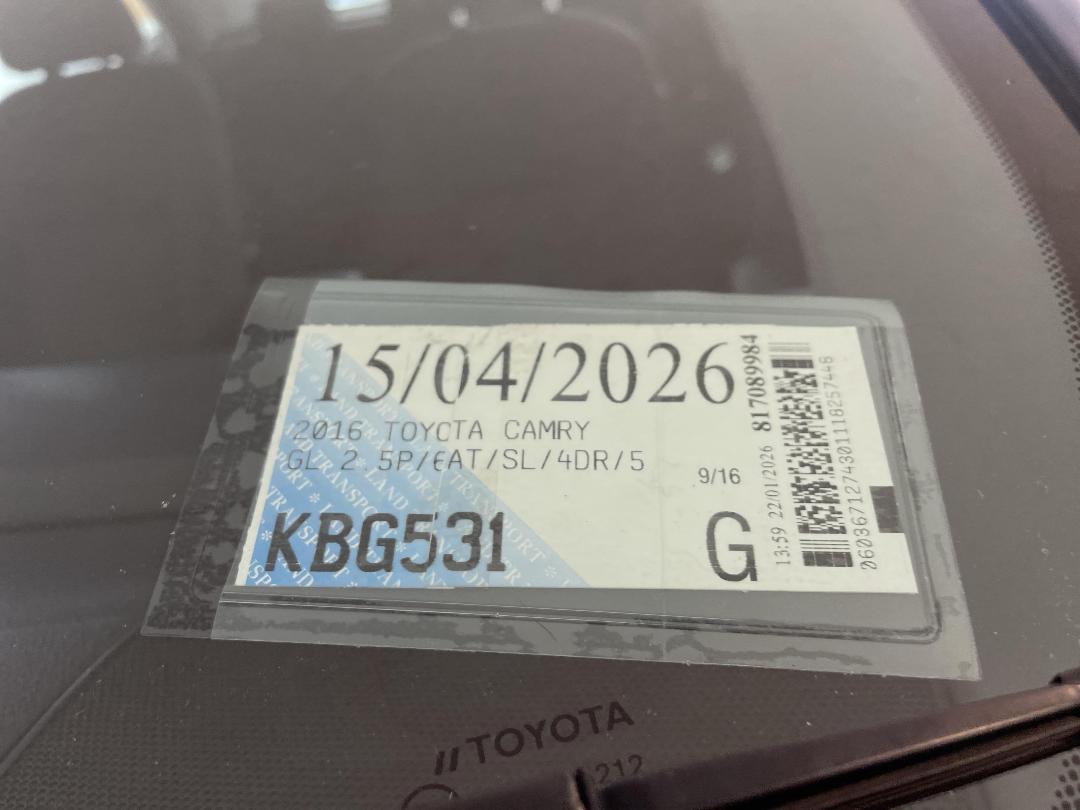 15/04/2026
2016 TOYOTA CAMRY
GL 2.5P/6AT/SL/4DR/5
9/16
KBG531
G
13:59 22/01/2026 817089984
TOYOTA
212